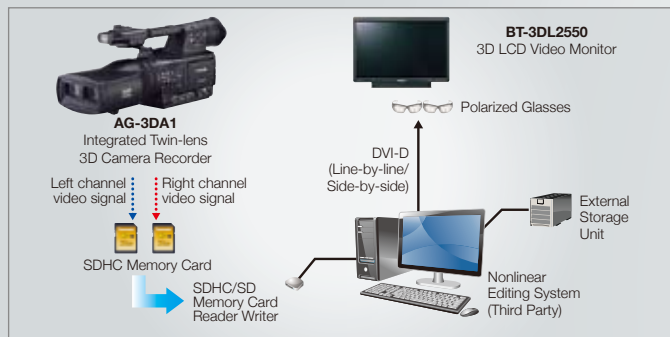 AG-3DA1
Integrated Twin-lens
3D Camera Recorder
Left channel
video signal
Right channel
video signal
SDHC Memory Card
SDHC/SD
Memory Card
Reader Writer
BT-3DL2550
3D LCD Video Monitor
Polarized Glasses
DVI-D
(Line-by-line/
Side-by-side)
External
Storage
Unit
Nonlinear
Editing System
(Third Party)